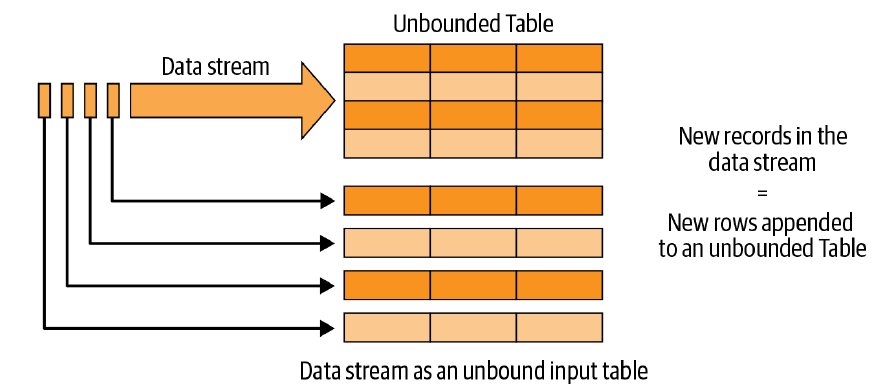 Unbounded Table
Data stream
New records in the
data stream
=
New rows appended
to an unbounded Table
Data stream as an unbound input table